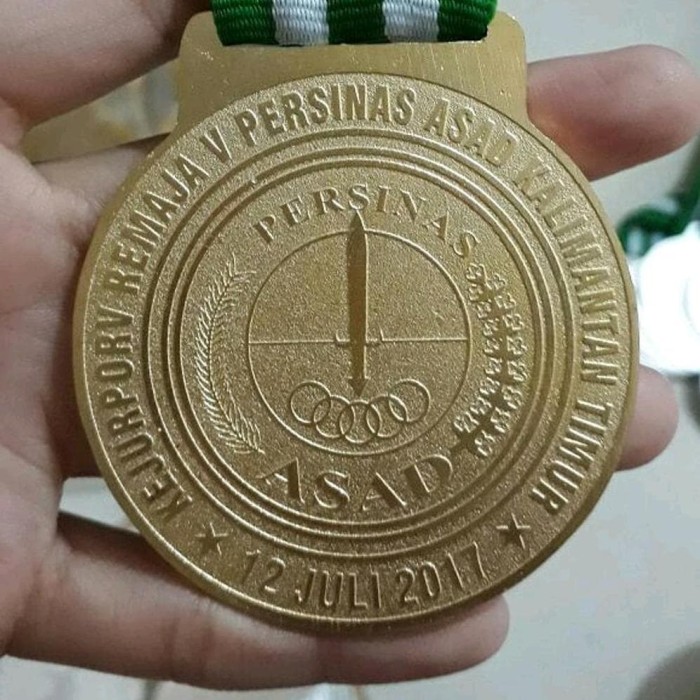 KEJURPORV REMAJA V PERSINAS ASAD KALIMANTAN TIMUR
PERSINAS
ASAD
12 JULI 2017